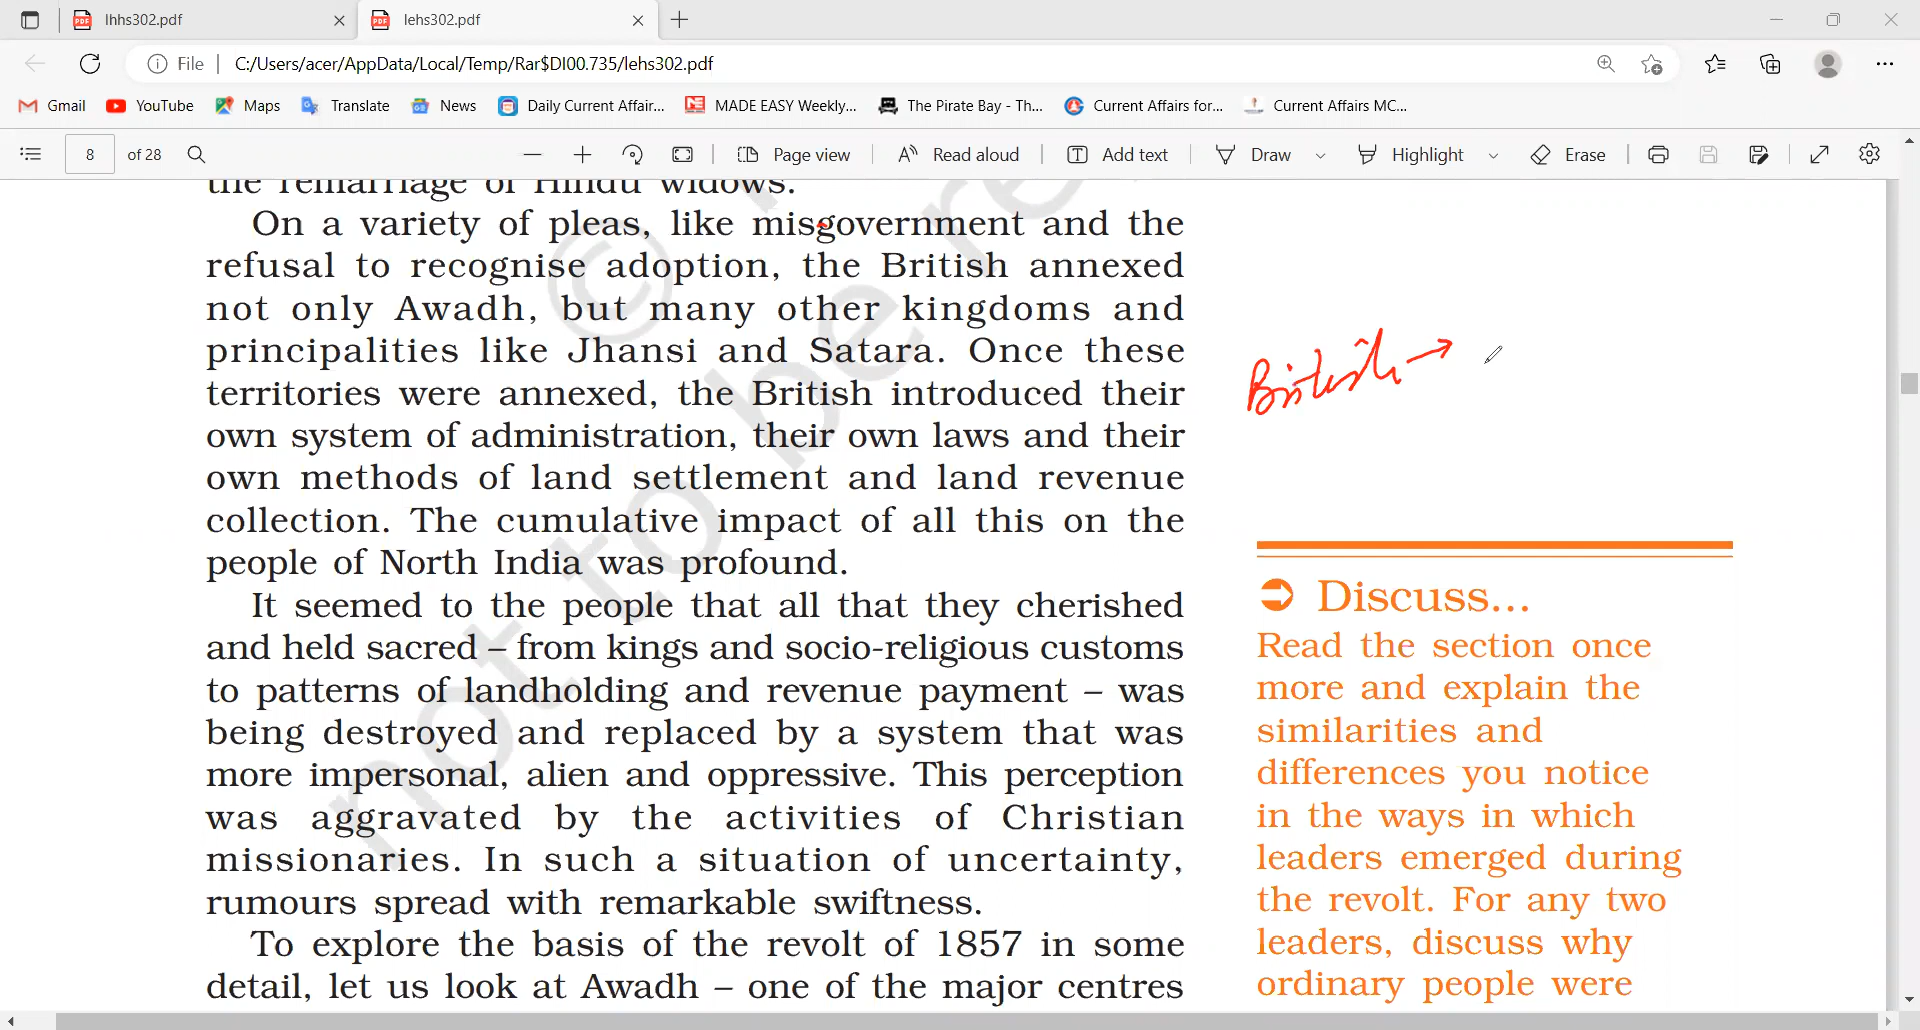 lhhs302.pdf
lehs302.pdf
File
C:/Users/acer/AppData/Local/Temp/Rar$DI00.735/lehs302.pdf
Gmail YouTube Maps Translate News Daily Current Affair... MADE EASY Weekly... The Pirate Bay - Th... Current Affairs for... Current Affairs MC...
8 of 28 Page view Read aloud Add text Draw Highlight Erase
the remarriage of Hindu widows.
On a variety of pleas, like misgovernment and the
refusal to recognise adoption, the British annexed
not only Awadh, but many other kingdoms and
principalities like Jhansi and Satara. Once these
territories were annexed, the British introduced their
own system of administration, their own laws and their
own methods of land settlement and land revenue
collection. The cumulative impact of all this on the
people of North India was profound.
It seemed to the people that all that they cherished
and held sacred – from kings and socio-religious customs
to patterns of landholding and revenue payment – was
being destroyed and replaced by a system that was
more impersonal, alien and oppressive. This perception
was aggravated by the activities of Christian
missionaries. In such a situation of uncertainty,
rumours spread with remarkable swiftness.
To explore the basis of the revolt of 1857 in some
detail, let us look at Awadh – one of the major centres
British →
Discuss...
Read the section once
more and explain the
similarities and
differences you notice
in the ways in which
leaders emerged during
the revolt. For any two
leaders, discuss why
ordinary people were
©
not to be re